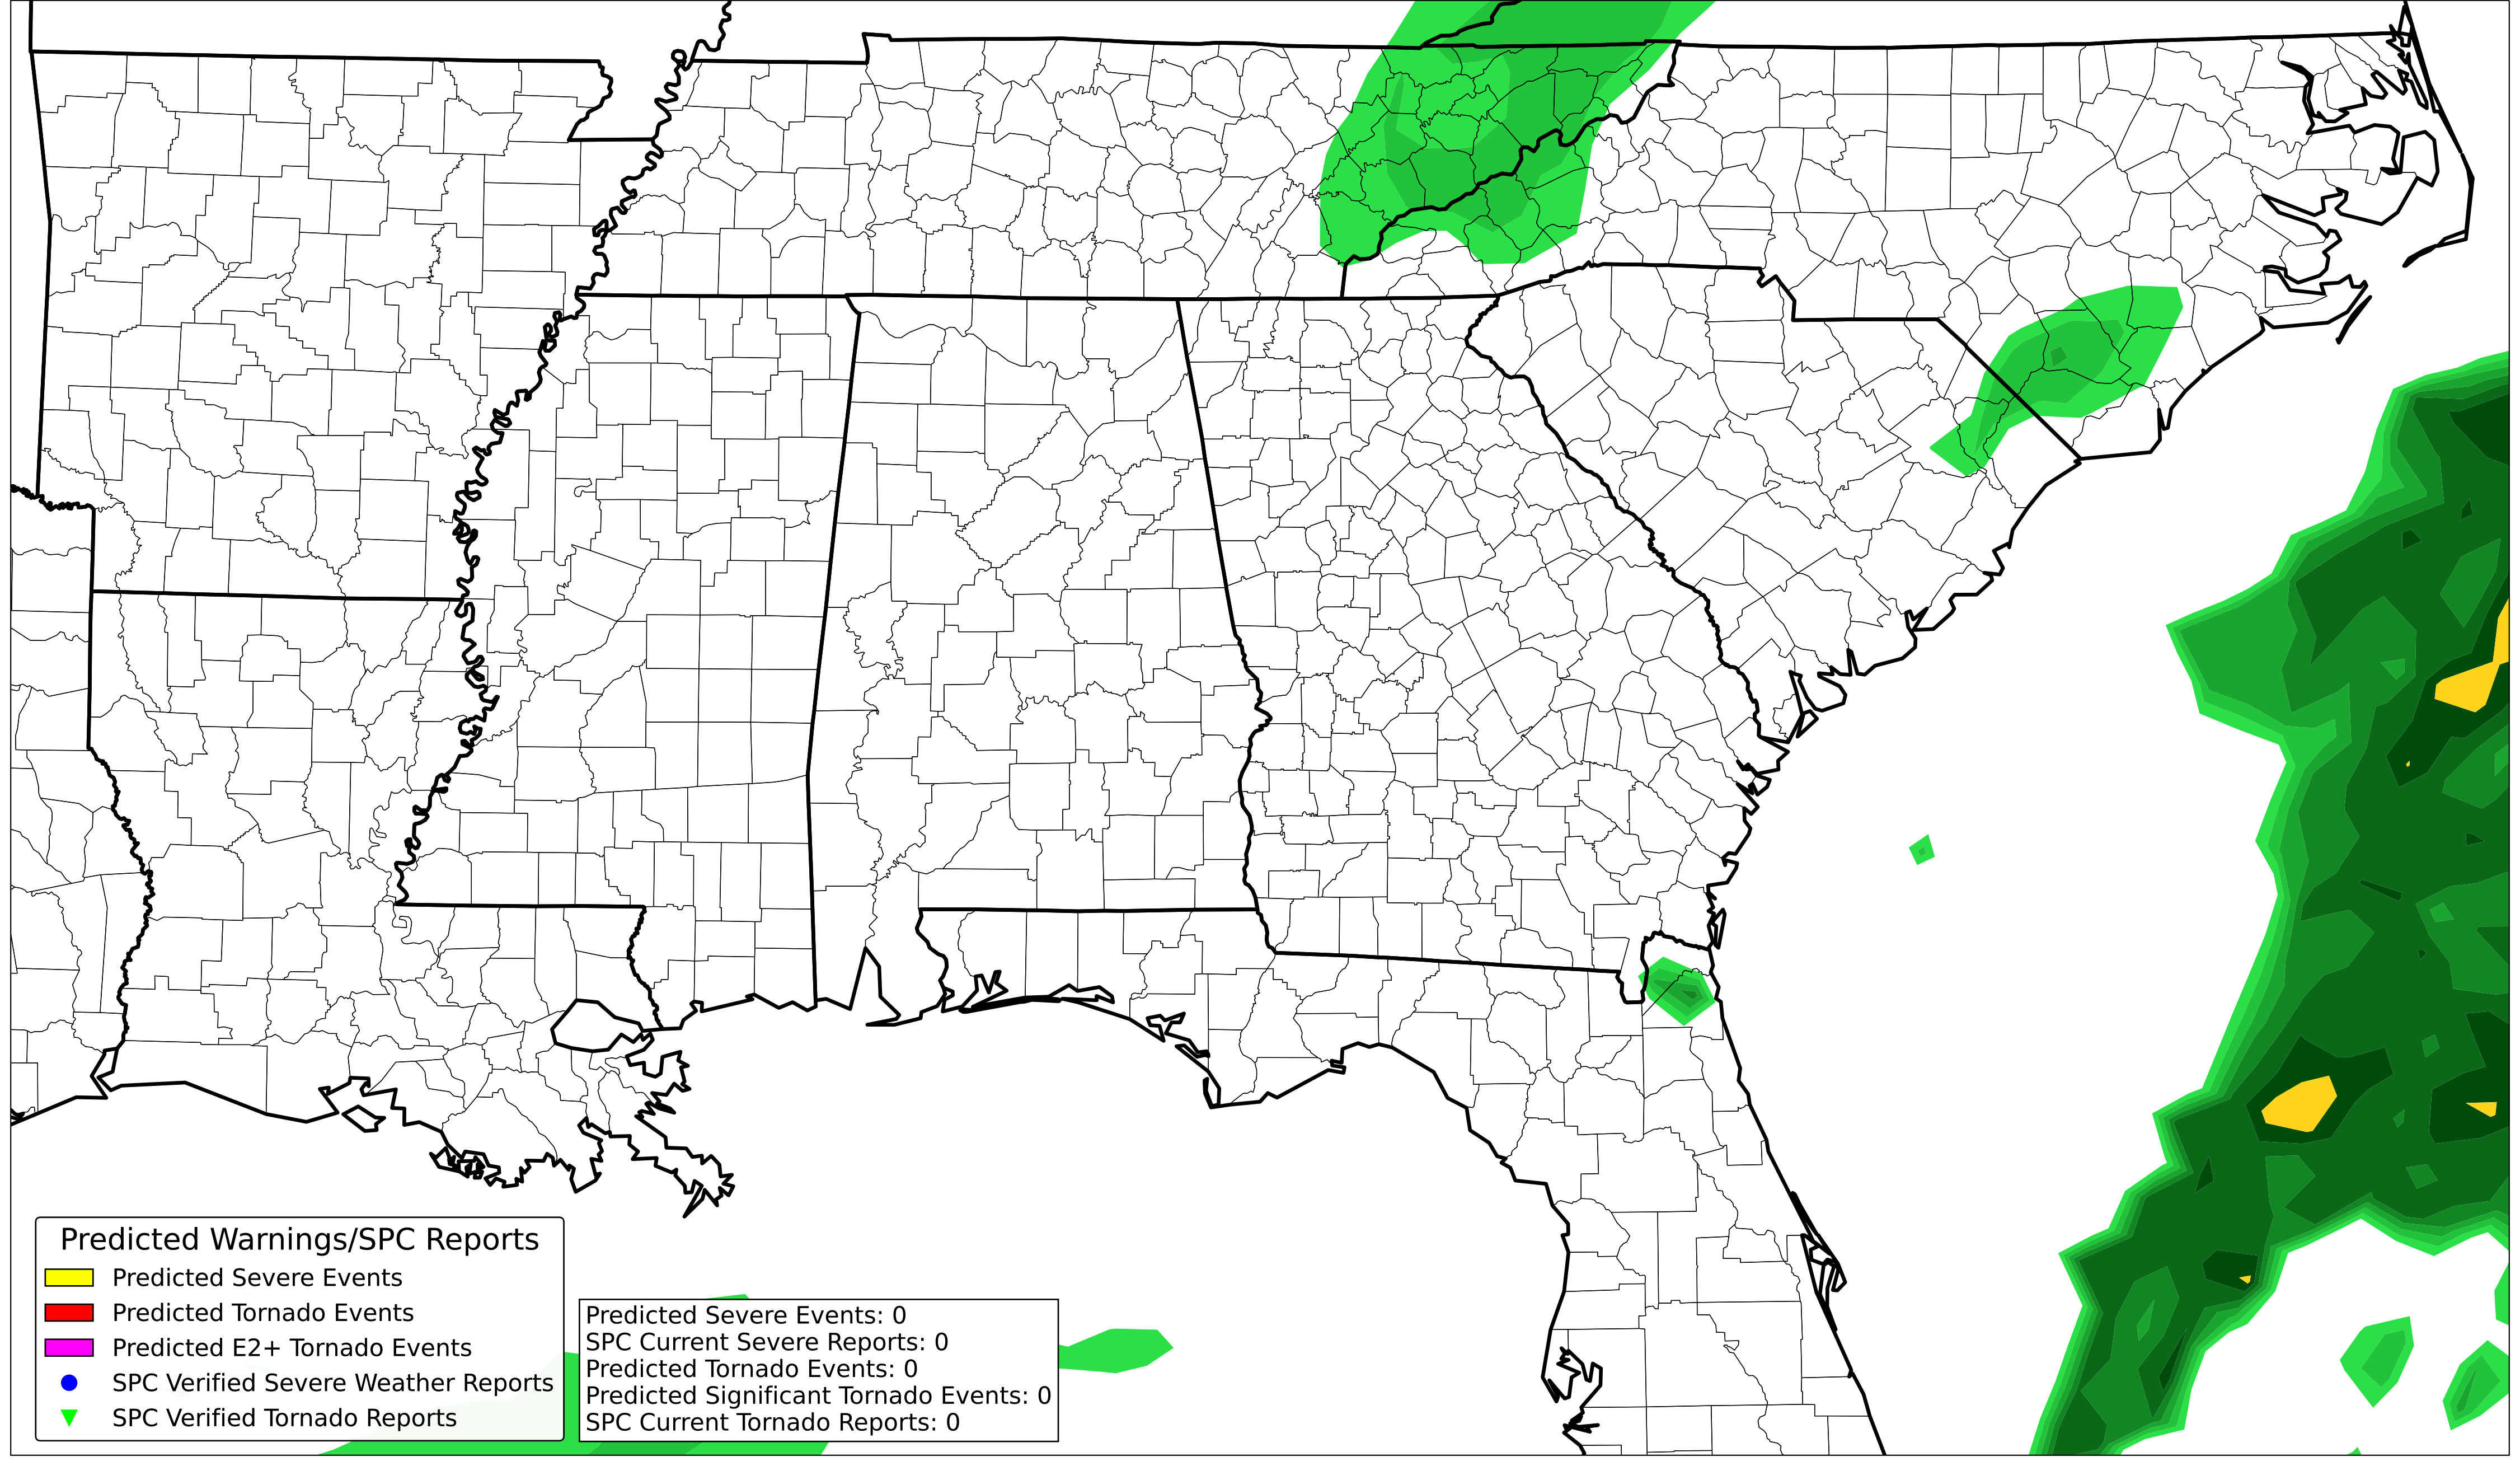 Predicted Warnings/SPC Reports
Predicted Severe Events
Predicted Tornado Events
Predicted E2+ Tornado Events
SPC Verified Severe Weather Reports
SPC Verified Tornado Reports
Predicted Severe Events: 0
SPC Current Severe Reports: 0
Predicted Tornado Events: 0
Predicted Significant Tornado Events: 0
SPC Current Tornado Reports: 0